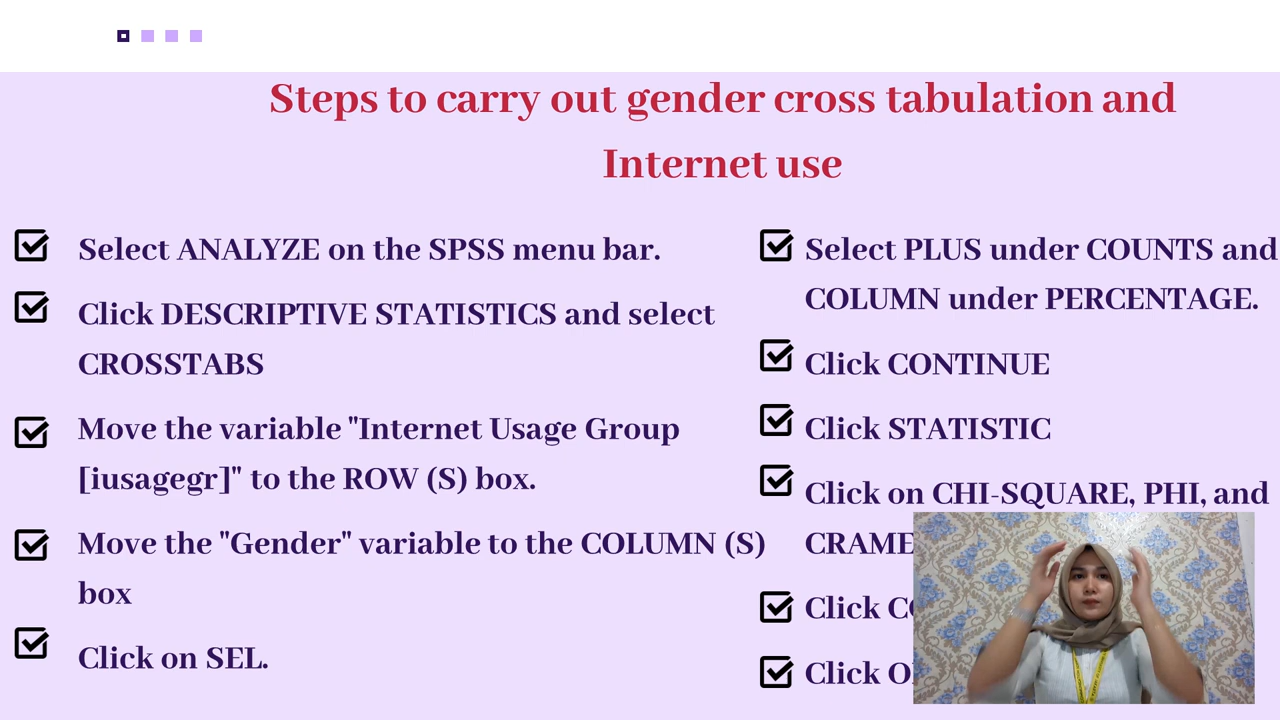 Steps to carry out gender cross tabulation and
Internet use
Select ANALYZE on the SPSS menu bar.
Click DESCRIPTIVE STATISTICS and select
CROSSTABS
Move the variable "Internet Usage Group
[iusagegr]" to the ROW (S) box.
Move the "Gender" variable to the COLUMN (S)
box
Click on SEL.
Select PLUS under COUNTS and
COLUMN under PERCENTAGE.
Click CONTINUE
Click STATISTIC
Click on CHI-SQUARE, PHI, and
Click
Click